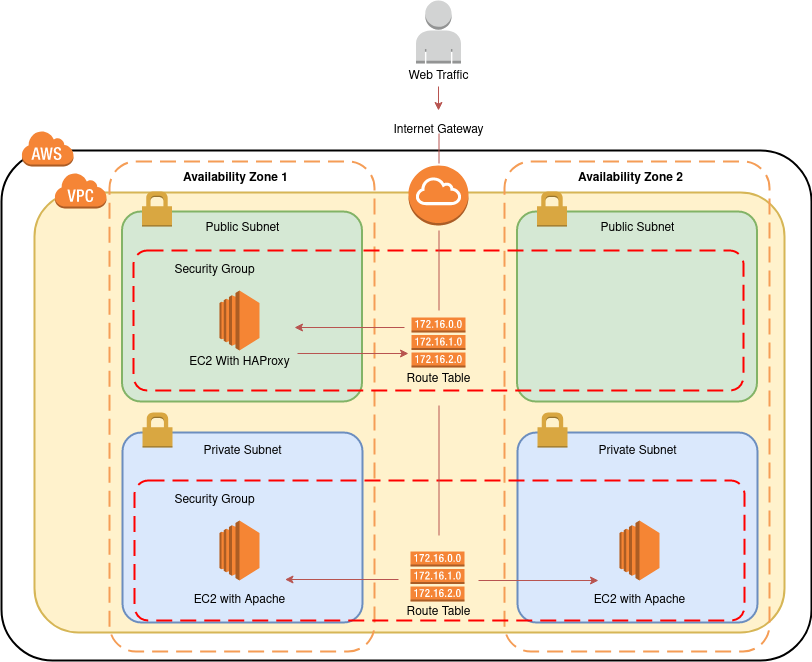 Web Traffic
Internet Gateway
AWS
VPC
Availability Zone 1
Availability Zone 2
Public Subnet
Public Subnet
Security Group
EC2 With HAProxy
172.16.0.0
172.16.1.0
172.16.2.0
Route Table
Private Subnet
Private Subnet
Security Group
EC2 with Apache
172.16.0.0
172.16.1.0
172.16.2.0
Route Table
EC2 with Apache